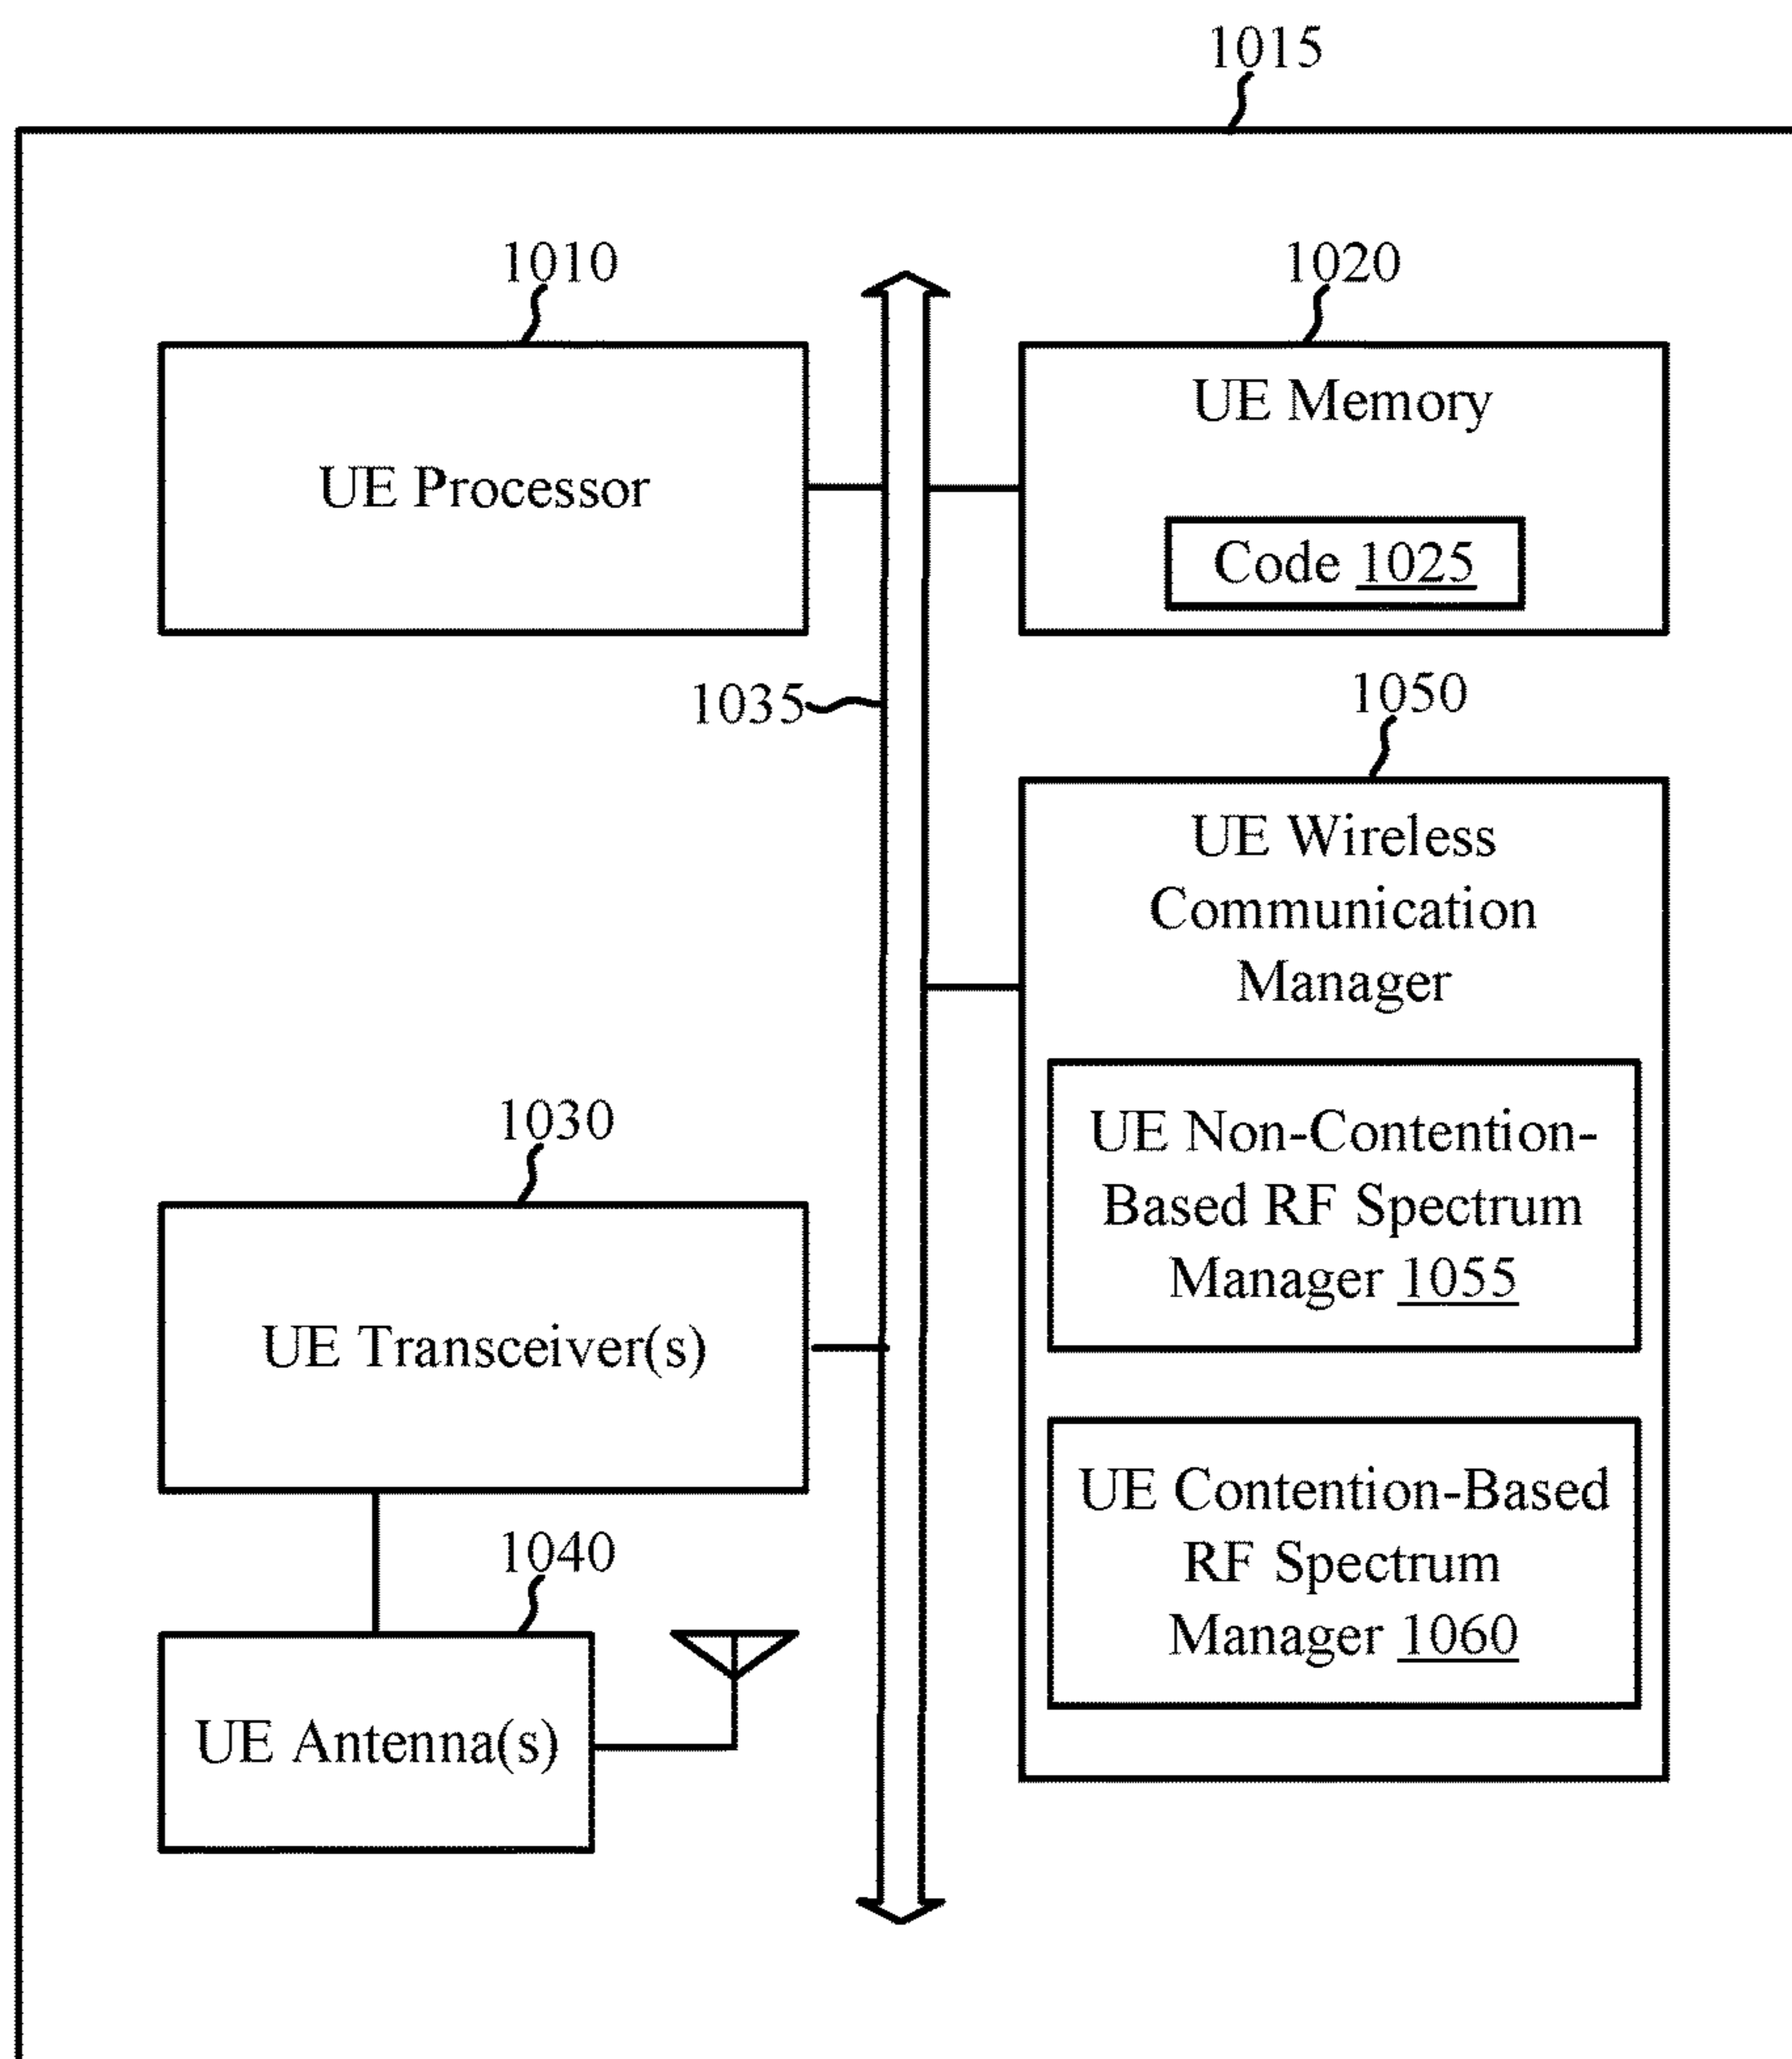 1015
1010
UE Processor
1020
UE Memory
Code 1025
1035
1050
UE Wireless
Communication
Manager
UE Non-Contention-
Based RF Spectrum
Manager 1055
UE Contention-Based
RF Spectrum
Manager 1060
1030
UE Transceiver(s)
1040
UE Antenna(s)